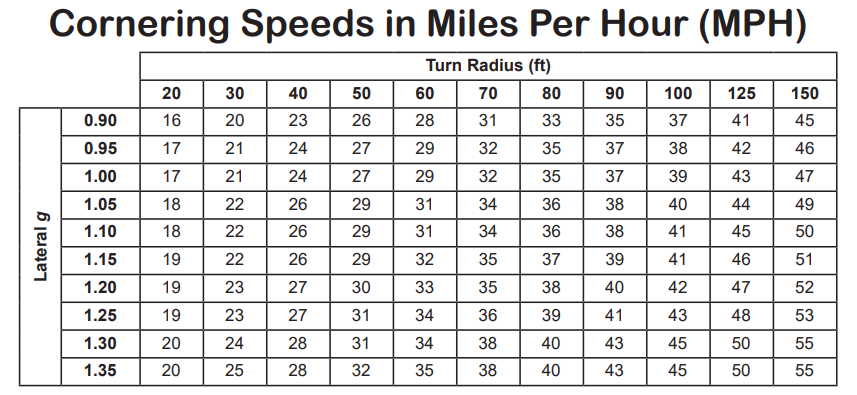 Cornering Speeds in Miles Per Hour (MPH)
Turn Radius (ft)
20 30 40 50 60 70 80 90 100 125 150
Lateral g
0.90 16 20 23 26 28 31 33 35 37 41 45
0.95 17 21 24 27 29 32 35 37 38 42 46
1.00 17 21 24 27 29 32 35 37 39 43 47
1.05 18 22 26 29 31 34 36 38 40 44 49
1.10 18 22 26 29 31 34 36 38 41 45 50
1.15 19 22 26 29 32 35 37 39 41 46 51
1.20 19 23 27 30 33 35 38 40 42 47 52
1.25 19 23 27 31 34 36 39 41 43 48 53
1.30 20 24 28 31 34 38 40 43 45 50 55
1.35 20 25 28 32 35 38 40 43 45 50 55